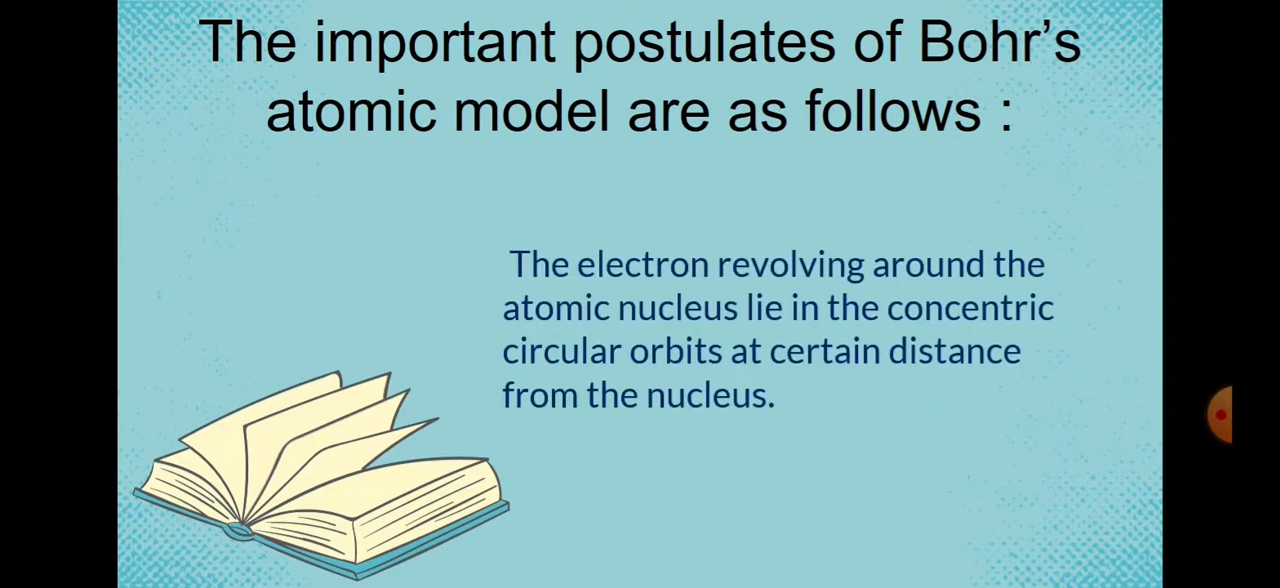 The important postulates of Bohr’s
atomic model are as follows :
The electron revolving around the
atomic nucleus lie in the concentric
circular orbits at certain distance
from the nucleus.